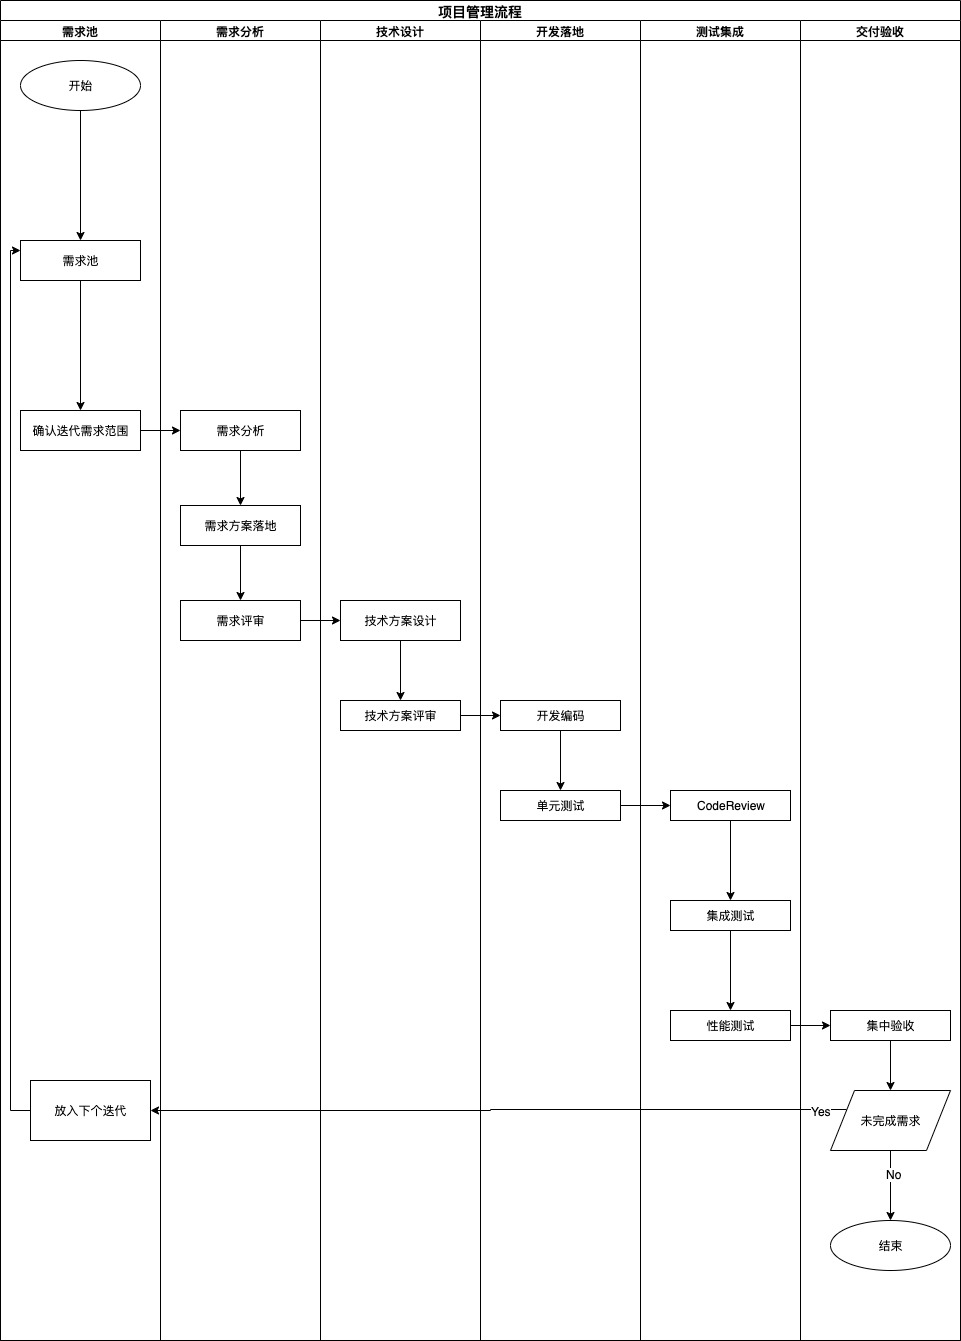 项目管理流程
需求池
需求分析
技术设计
开发落地
测试集成
交付验收
开始
需求池
确认迭代需求范围
需求分析
需求方案落地
需求评审
技术方案设计
技术方案评审
开发编码
单元测试
CodeReview
集成测试
性能测试
集中验收
放入下个迭代
Yes
未完成需求
No
结束